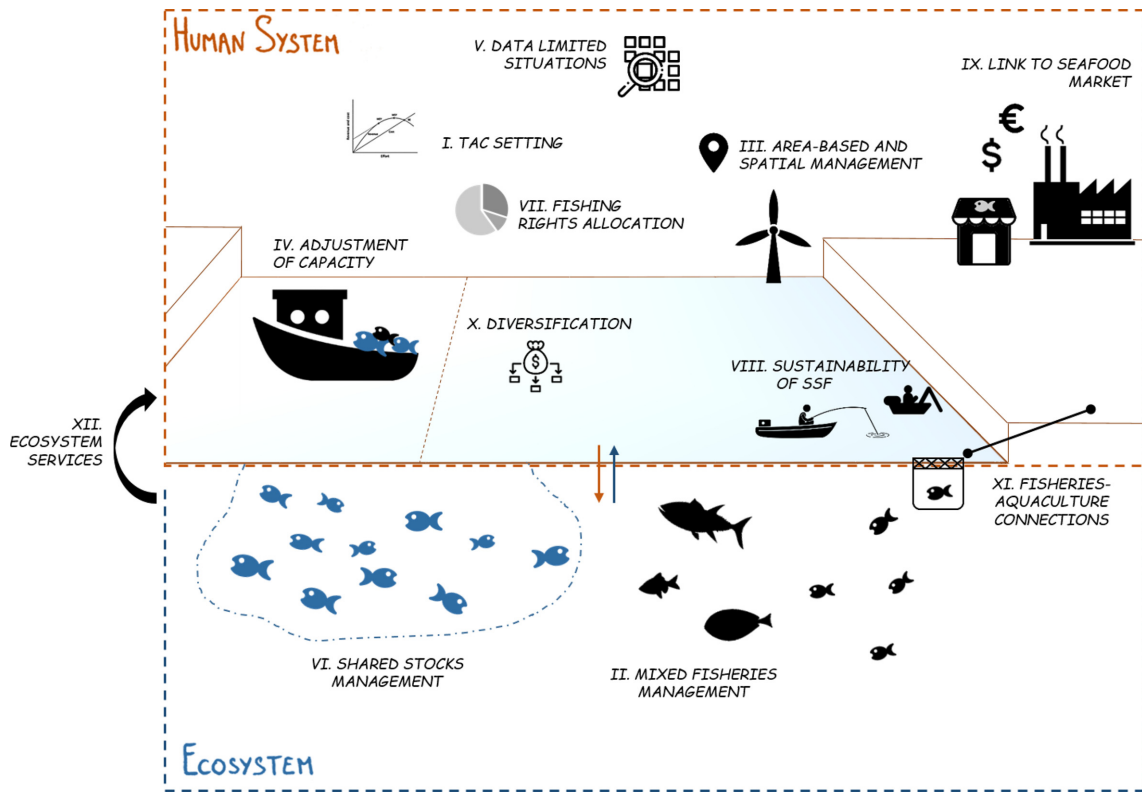 HUMAN SYSTEM
V. DATA LIMITED
SITUATIONS
IX. LINK TO SEAFOOD
MARKET
€
$
I. TAC SETTING
Effort
III. AREA-BASED AND
SPATIAL MANAGEMENT
VII. FISHING
RIGHTS ALLOCATION
IV. ADJUSTMENT
OF CAPACITY
X. DIVERSIFICATION
$
VIII. SUSTAINABILITY
OF SSF
XII.
ECOSYSTEM
SERVICES
XI. FISHERIES-
AQUACULTURE
CONNECTIONS
VI. SHARED STOCKS
MANAGEMENT
II. MIXED FISHERIES
MANAGEMENT
ECOSYSTEM